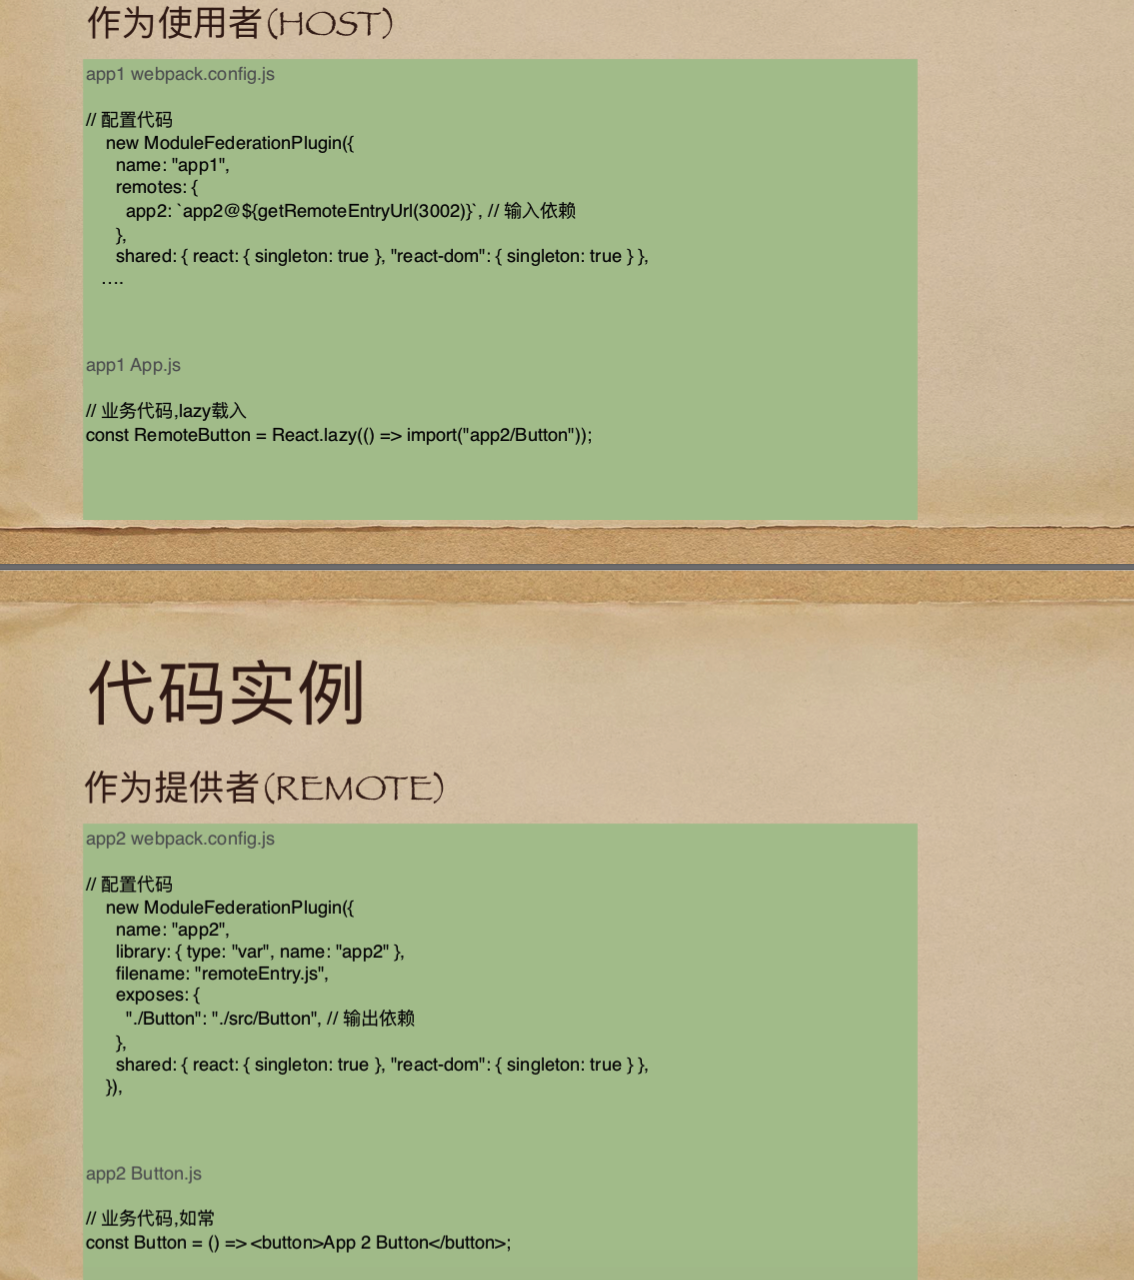 作为使用者(HOST)
app1 webpack.config.js
// 配置代码
new ModuleFederationPlugin({
name: "app1",
remotes: {
app2: `app2@${getRemoteEntryUrl(3002)}`, // 输入依赖
},
shared: { react: { singleton: true }, "react-dom": { singleton: true } },
….
app1 App.js
// 业务代码,lazy载入
const RemoteButton = React.lazy(() => import("app2/Button"));
代码实例
作为提供者(REMOTE)
app2 webpack.config.js
// 配置代码
new ModuleFederationPlugin({
name: "app2",
library: { type: "var", name: "app2" },
filename: "remoteEntry.js",
exposes: {
"./Button": "./src/Button", // 输出依赖
},
shared: { react: { singleton: true }, "react-dom": { singleton: true } },
}),
app2 Button.js
// 业务代码,如常
const Button = () => <button>App 2 Button</button>;